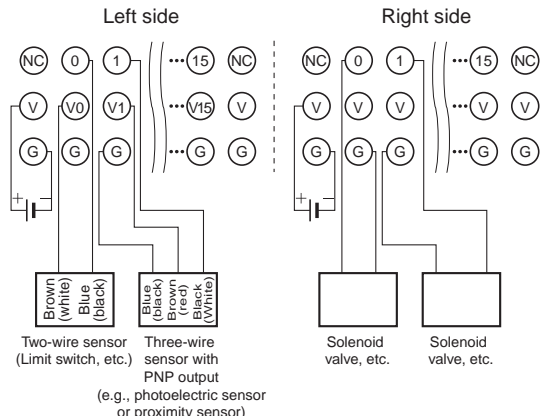 Left side
Right side
NC 0 1 ••• 15 NC
V V0 V1 ••• V15 V
G G G ••• G G
+ −
NC 0 1 ••• 15 NC
V V V ••• V V
G G G ••• G G
+ −
Brown
(white)
Blue
(black)
Blue
(black)
Brown
(red)
Black
(White)
Two-wire sensor
(Limit switch, etc.)
Three-wire
sensor with
PNP output
(e.g., photoelectric sensor
or proximity sensor)
Solenoid
valve, etc.
Solenoid
valve, etc.